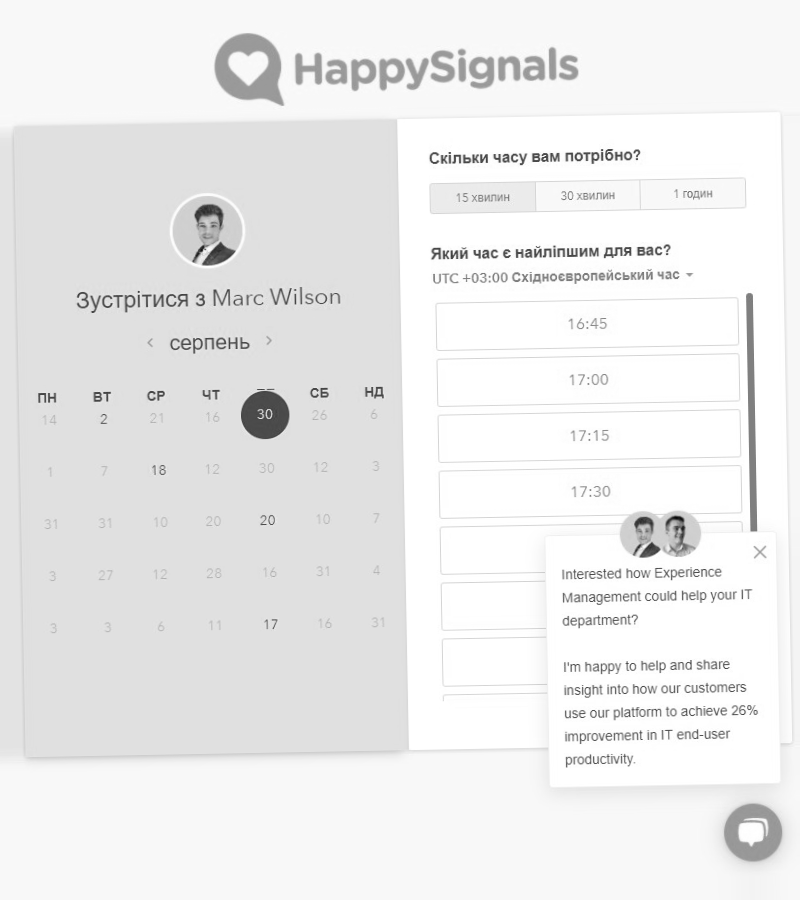 HappySignals
Зустрітися з Marc Wilson
серпень
ПН ВТ СР ЧТ СБ НД
14 2 21 16 30 26 6
1 7 18 12 30 12 3
31 31 10 20 20 10 7
3 27 12 28 16 31 4
3 3 6 11 17 16 31
Скільки часу вам потрібно?
15 хвилин 30 хвилин 1 годин
Який час є найліпшим для вас?
UTC +03:00 Східноєвропейський час
16:45
17:00
17:15
17:30
Interested how Experience
Management could help your IT
department?
I'm happy to help and share
insight into how our customers
use our platform to achieve 26%
improvement in IT end-user
productivity.